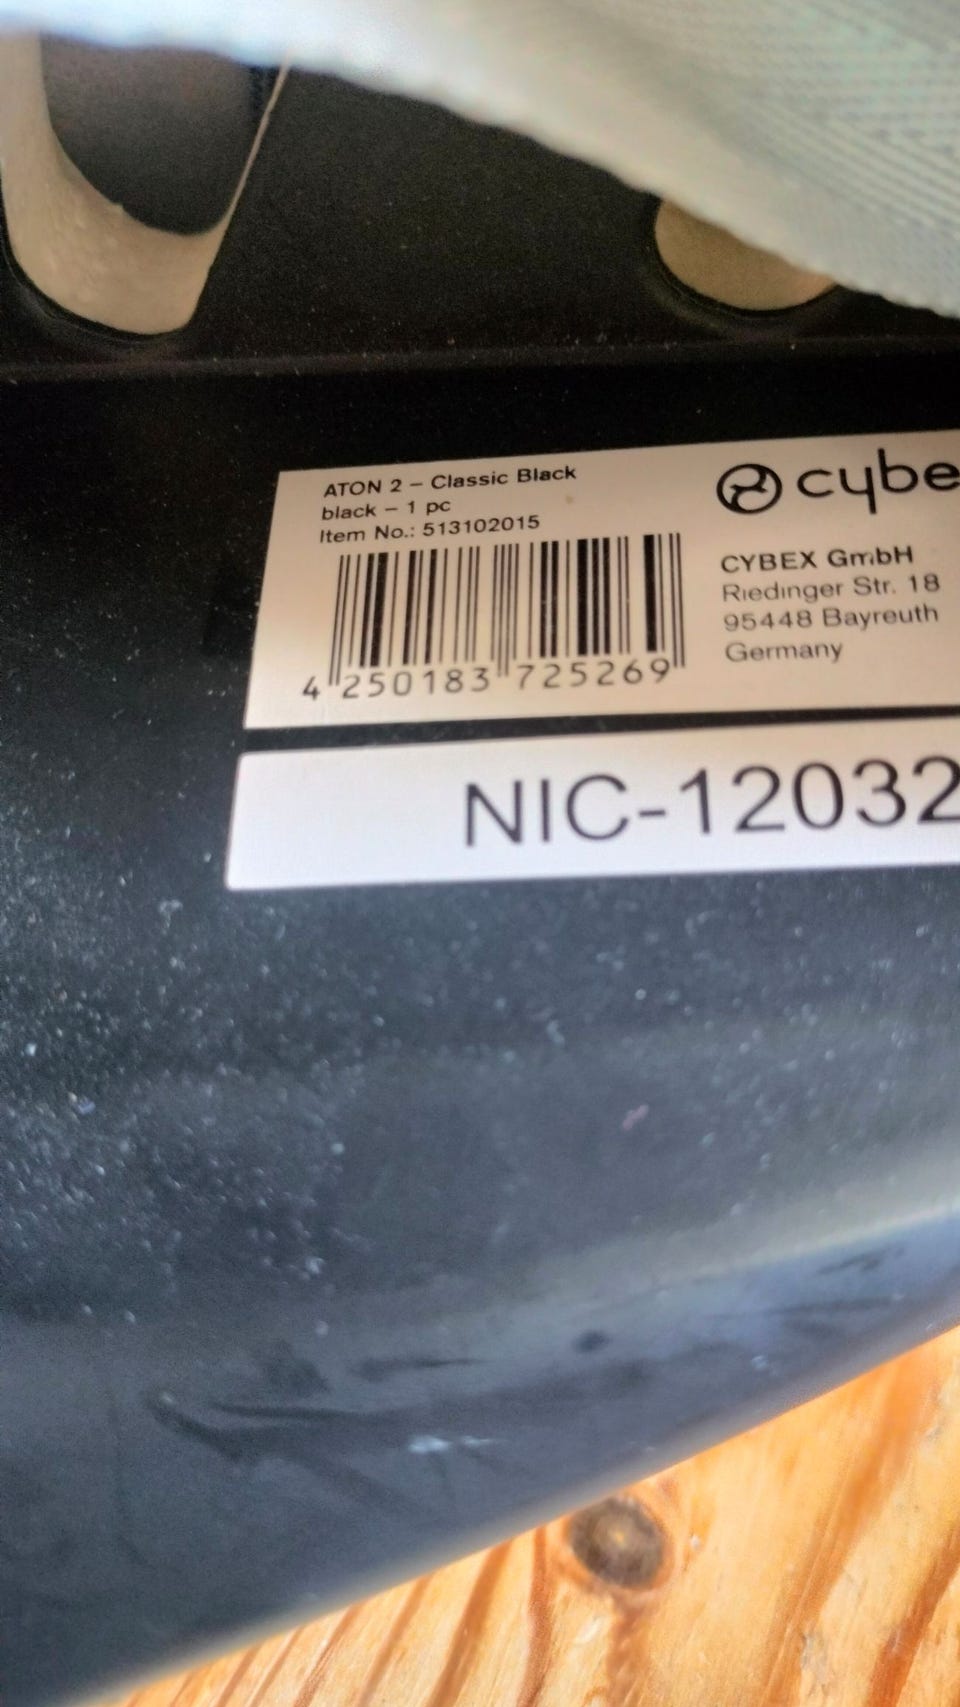 ATON 2 – Classic Black
black – 1 pc
Item No.: 513102015
4 250183 725269
cybe
CYBEX GmbH
Riedinger Str. 18
95448 Bayreuth
Germany
NIC-12032